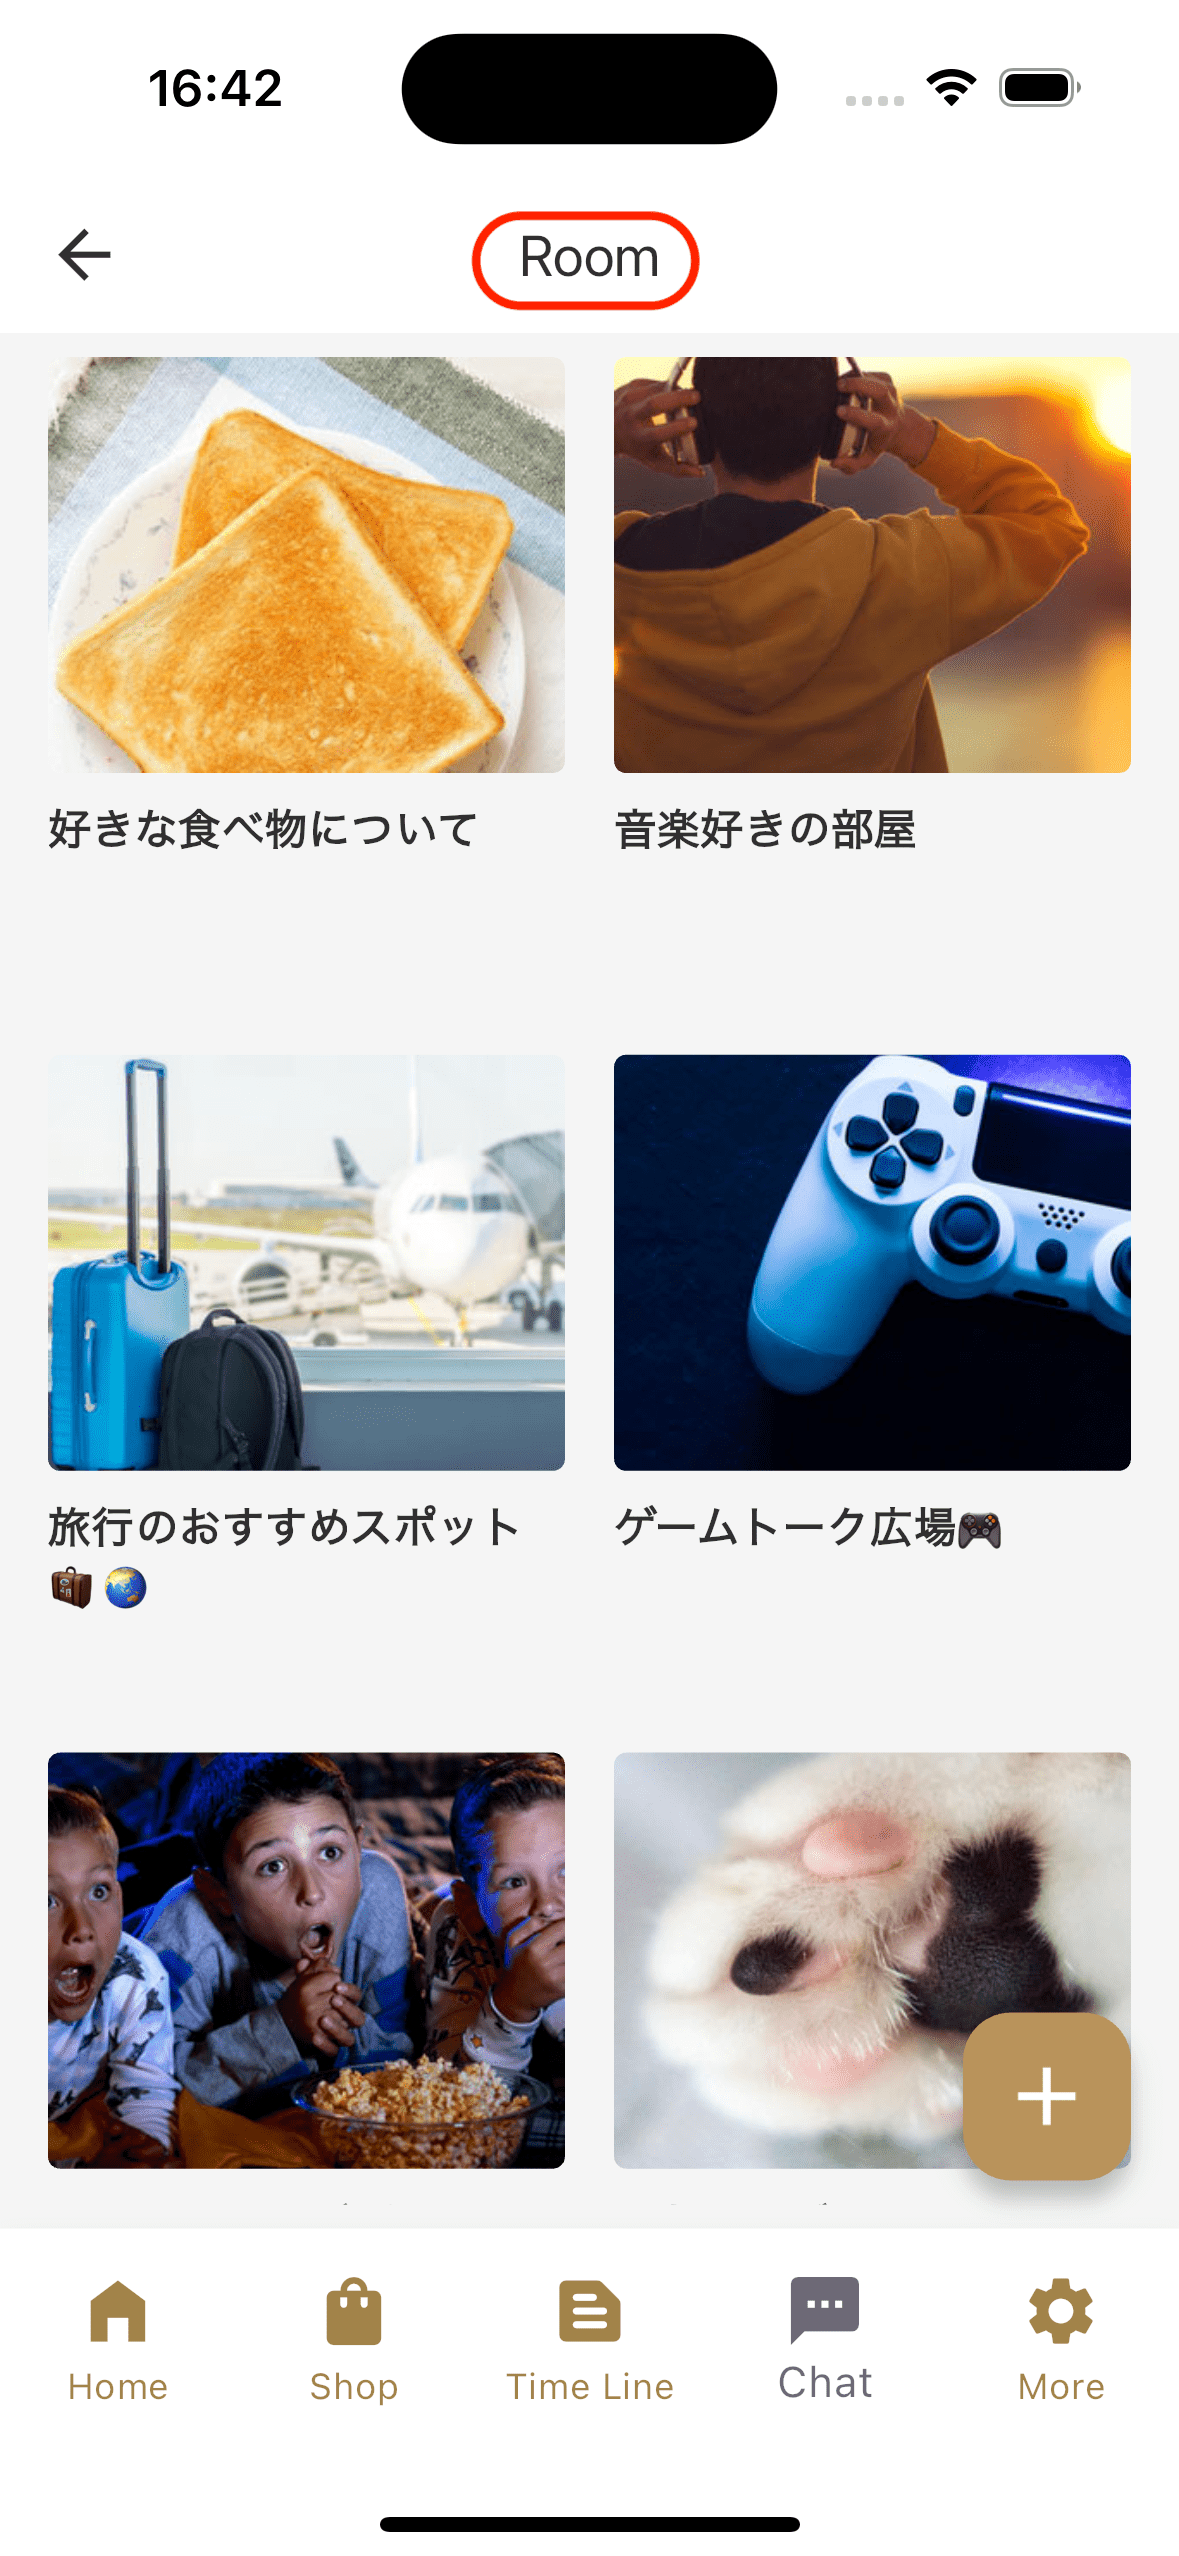 16:42
Room
好きな食べ物について
音楽好きの部屋
旅行のおすすめスポット
🧳🌏
ゲームトーク広場🎮
Home
Shop
Time Line
Chat
More